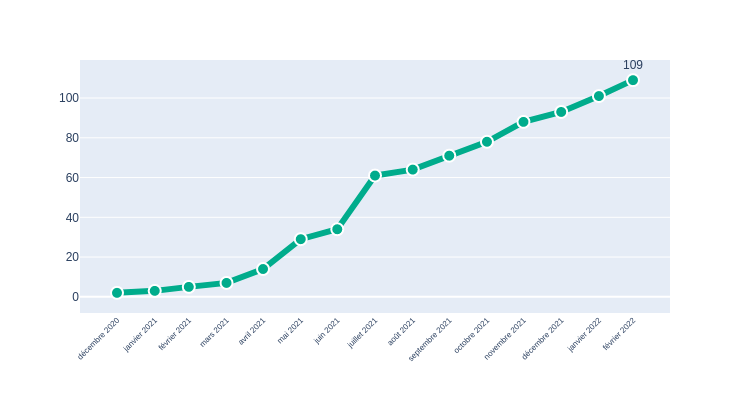 109
100
80
60
40
20
0
décembre 2020
janvier 2021
février 2021
mars 2021
avril 2021
mai 2021
juin 2021
juillet 2021
août 2021
septembre 2021
octobre 2021
novembre 2021
décembre 2021
janvier 2022
février 2022